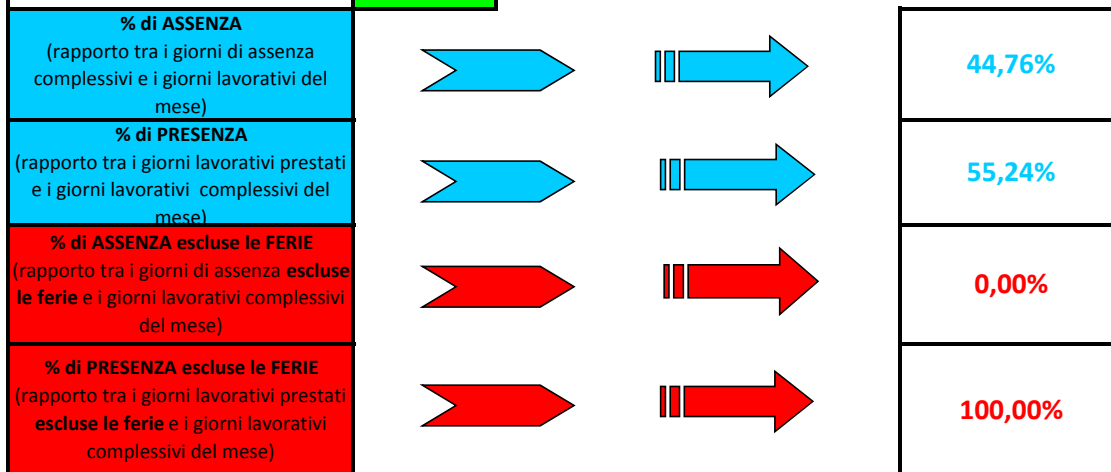 % di ASSENZA
(rapporto tra i giorni di assenza
complessivi e i giorni lavorativi del
mese)
44,76%
% di PRESENZA
(rapporto tra i giorni lavorativi prestati
e i giorni lavorativi complessivi del
mese)
55,24%
% di ASSENZA escluse le FERIE
(rapporto tra i giorni di assenza escluse
le ferie e i giorni lavorativi complessivi
del mese)
0,00%
% di PRESENZA escluse le FERIE
(rapporto tra i giorni lavorativi prestati
escluse le ferie e i giorni lavorativi
complessivi del mese)
100,00%